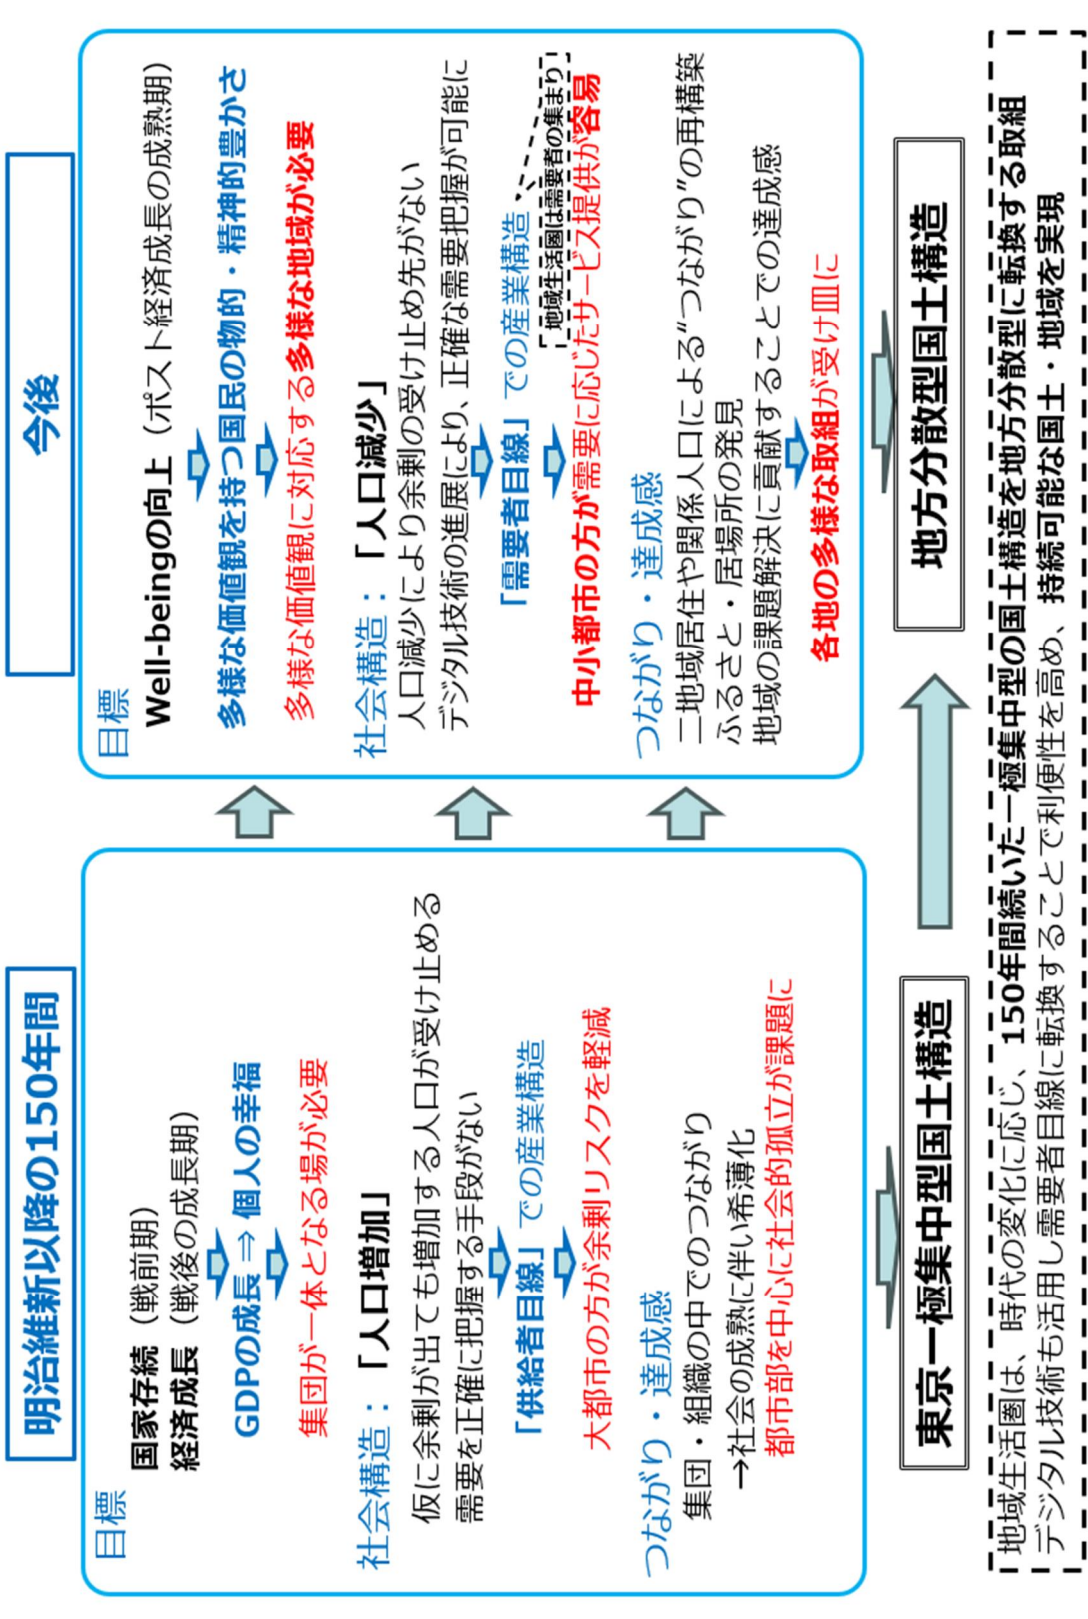 明治維新以降の150年間
目標
国家存続（戦前期）
経済成長（戦後の成長期）
GDPの成長⇒個人の幸福
集団が一体となる場が必要
社会構造：「人口増加」
仮に余剰が出ても増加する人口が受け止める
需要を正確に把握する手段がない
「供給者目線」での産業構造
大都市の方が余剰リスクを軽減
つながり・達成感
集団・組織の中でのつながり
→社会の成熟に伴い希薄化
都市部を中心に社会的孤立が課題に
東京一極集中型国土構造
今後
目標
Well-beingの向上（ポスト経済成長の成熟期）
多様な価値観を持つ国民の物的・精神的豊かさ
多様な価値観に対応する多様な地域が必要
社会構造：「人口減少」
人口減少により余剰の受け止め先がない
デジタル技術の進展により、正確な需要把握が可能に
「需要者目線」での産業構造
地域生活圏は需要者の集まり
中小都市の方が需要に応じたサービス提供が容易
つながり・達成感
二地域居住や関係人口による“つながり”の再構築
ふるさと・居場所の発見
地域の課題解決に貢献することでの達成感
各地の多様な取組が受け皿に
地方分散型国土構造
地域生活圏は、時代の変化に応じ、150年間続いた一極集中型の国土構造を地方分散型に転換する取組
デジタル技術も活用し需要者目線に転換することで利便性を高め、持続可能な国土・地域を実現